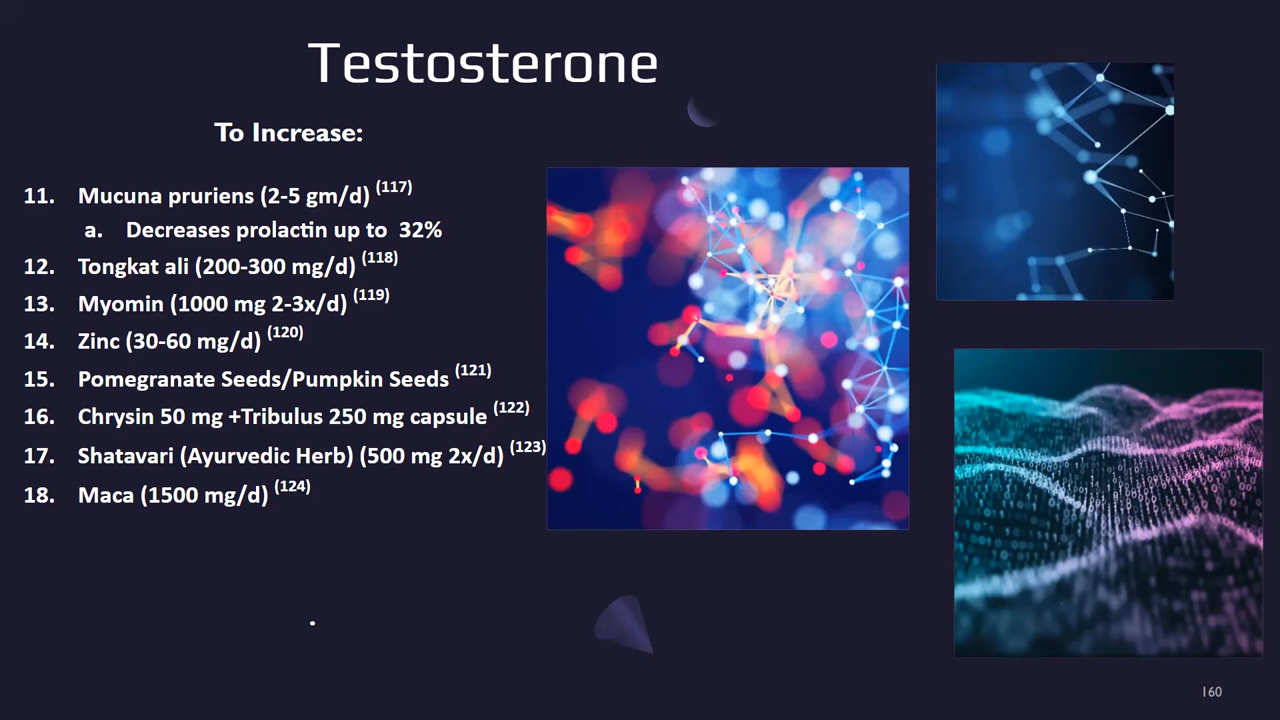 Testosterone
To Increase:
11. Mucuna pruriens (2-5 gm/d) (117)
a. Decreases prolactin up to 32%
12. Tongkat ali (200-300 mg/d) (118)
13. Myomin (1000 mg 2-3x/d) (119)
14. Zinc (30-60 mg/d) (120)
15. Pomegranate Seeds/Pumpkin Seeds (121)
16. Chrysin 50 mg +Tribulus 250 mg capsule (122)
17. Shatavari (Ayurvedic Herb) (500 mg 2x/d) (123)
18. Maca (1500 mg/d) (124)
.
160